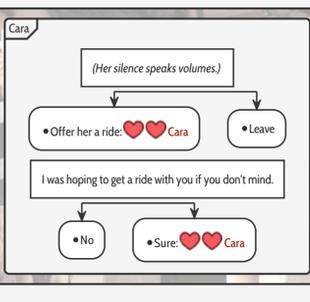 Cara
(Her silence speaks volumes.)
•Offer her a ride: ❤️❤️ Cara
•Leave
I was hoping to get a ride with you if you don't mind.
•No
•Sure: ❤️❤️ Cara